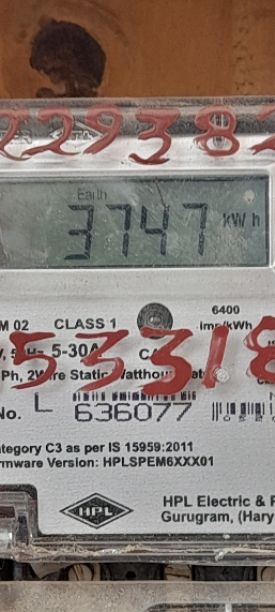 229382
Earth
3747 kWh
M 02 CLASS 1 6400
imp/kWh
5-30A
53318
Ph, 2Wire Static Watthour
No. L 636077
ategory C3 as per IS 15959:2011
rmware Version: HPLSPEM6XXX01
HPL HPL Electric & P
Gurugram, (Hary